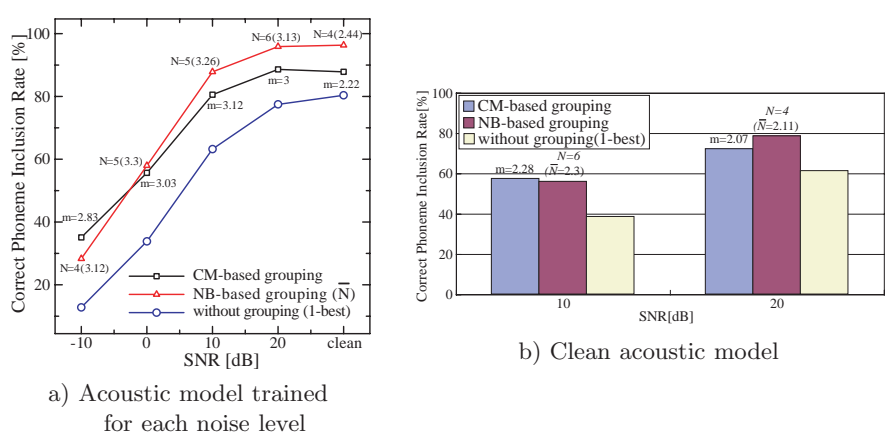 Correct Phoneme Inclusion Rate[%]
100
80
60
40
20
-10
0
10
20
clean
SNR [dB]
N=4(2.44)
N=6(3.13)
N=5(3.26)
m=3
m=2.22
m=3.12
N=5(3.3)
m=3.03
m=2.83
N=4(3.12)
CM-based grouping
NB-based grouping (N̅)
without grouping (1-best)
a) Acoustic model trained
for each noise level
Correct Phoneme Inclusion Rate[%]
100
80
60
40
20
0
CM-based grouping
NB-based grouping
without grouping(1-best)
N=4
(N̅=2.11)
m=2.07
N=6
(N̅=2.3)
m=2.28
10
20
SNR[dB]
b) Clean acoustic model